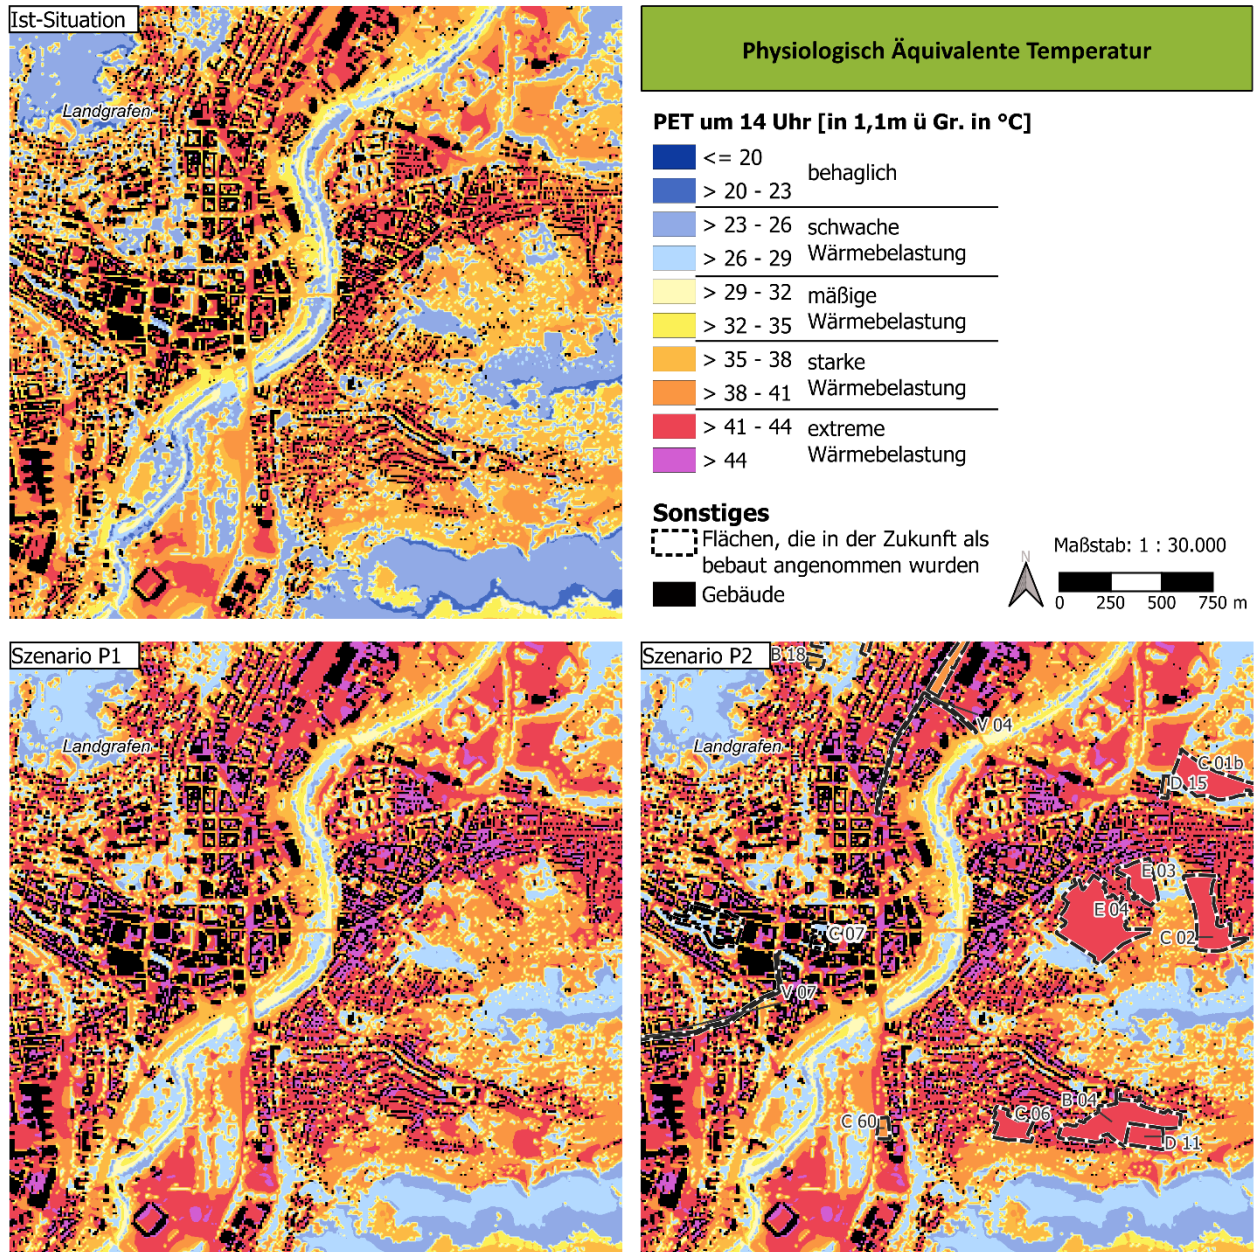 Ist-Situation
Landgrafen
Physiologisch Äquivalente Temperatur
PET um 14 Uhr [in 1,1m ü Gr. in °C]
<= 20
> 20 - 23
behaglich
> 23 - 26
> 26 - 29
schwache
Wärmebelastung
> 29 - 32
> 32 - 35
mäßige
Wärmebelastung
> 35 - 38
> 38 - 41
starke
Wärmebelastung
> 41 - 44
> 44
extreme
Wärmebelastung
Sonstiges
Flächen, die in der Zukunft als
bebaut angenommen wurden
Gebäude
N
Maßstab: 1 : 30.000
0 250 500 750 m
Szenario P1
Landgrafen
Szenario P2
B 18
Landgrafen
V 04
C 01b
D 15
E 03
E 04
C 02
C 07
V 07
B 04
C 06
C 60
D 11